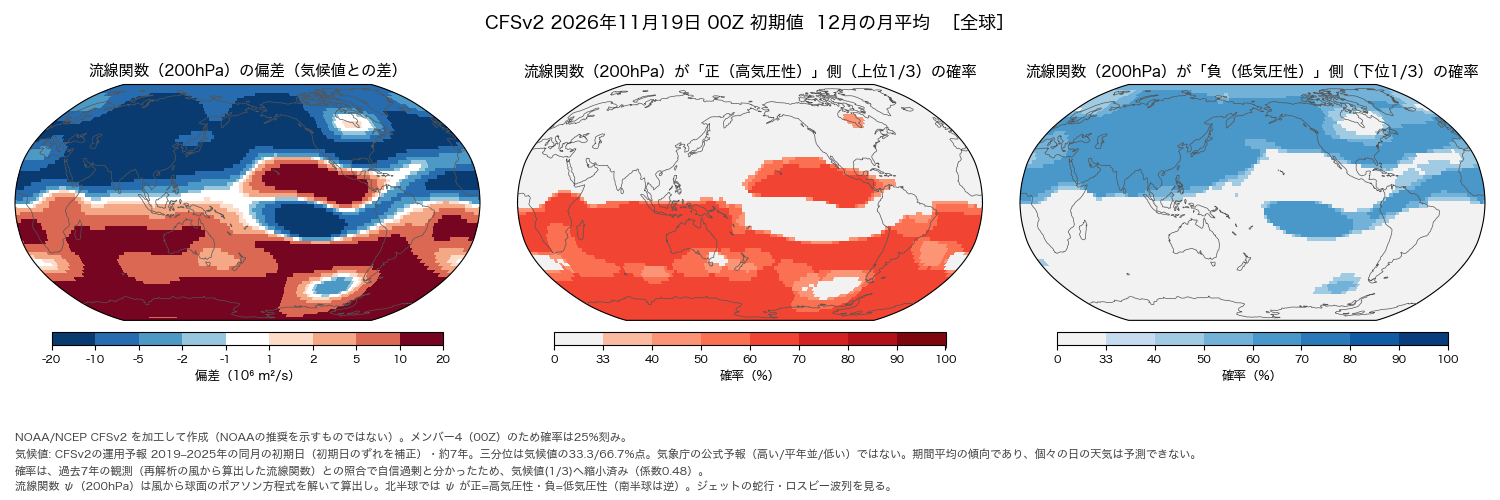 CFSv2 2026年11月19日 00Z 初期値  12月の月平均  ［全球］
流線関数（200hPa）の偏差（気候値との差）
流線関数（200hPa）が「正（高気圧性）」側（上位1/3）の確率
流線関数（200hPa）が「負（低気圧性）」側（下位1/3）の確率
-20 -10 -5 -2 -1 1 2 5 10 20
偏差（10⁶ m²/s）
0 33 40 50 60 70 80 90 100
確率（%）
0 33 40 50 60 70 80 90 100
確率（%）
NOAA/NCEP CFSv2 を加工して作成（NOAAの推奨を示すものではない）。メンバー4（00Z）のため確率は25%刻み。
気候値: CFSv2の運用予報 2019–2025年の同月の初期日（初期日のずれを補正）・約7年。三分位は気候値の33.3/66.7%点。気象庁の公式予報（高い/平年並/低い）ではない。期間平均の傾向であり、個々の日の天気は予測できない。
確率は、過去7年の観測（再解析の風から算出した流線関数）との照合で自信過剰と分かったため、気候値(1/3)へ縮小済み（係数0.48）。
流線関数 ψ（200hPa）は風から球面のポアソン方程式を解いて算出し。北半球では ψ が正=高気圧性・負=低気圧性（南半球は逆）。ジェットの蛇行・ロスビー波列を見る。